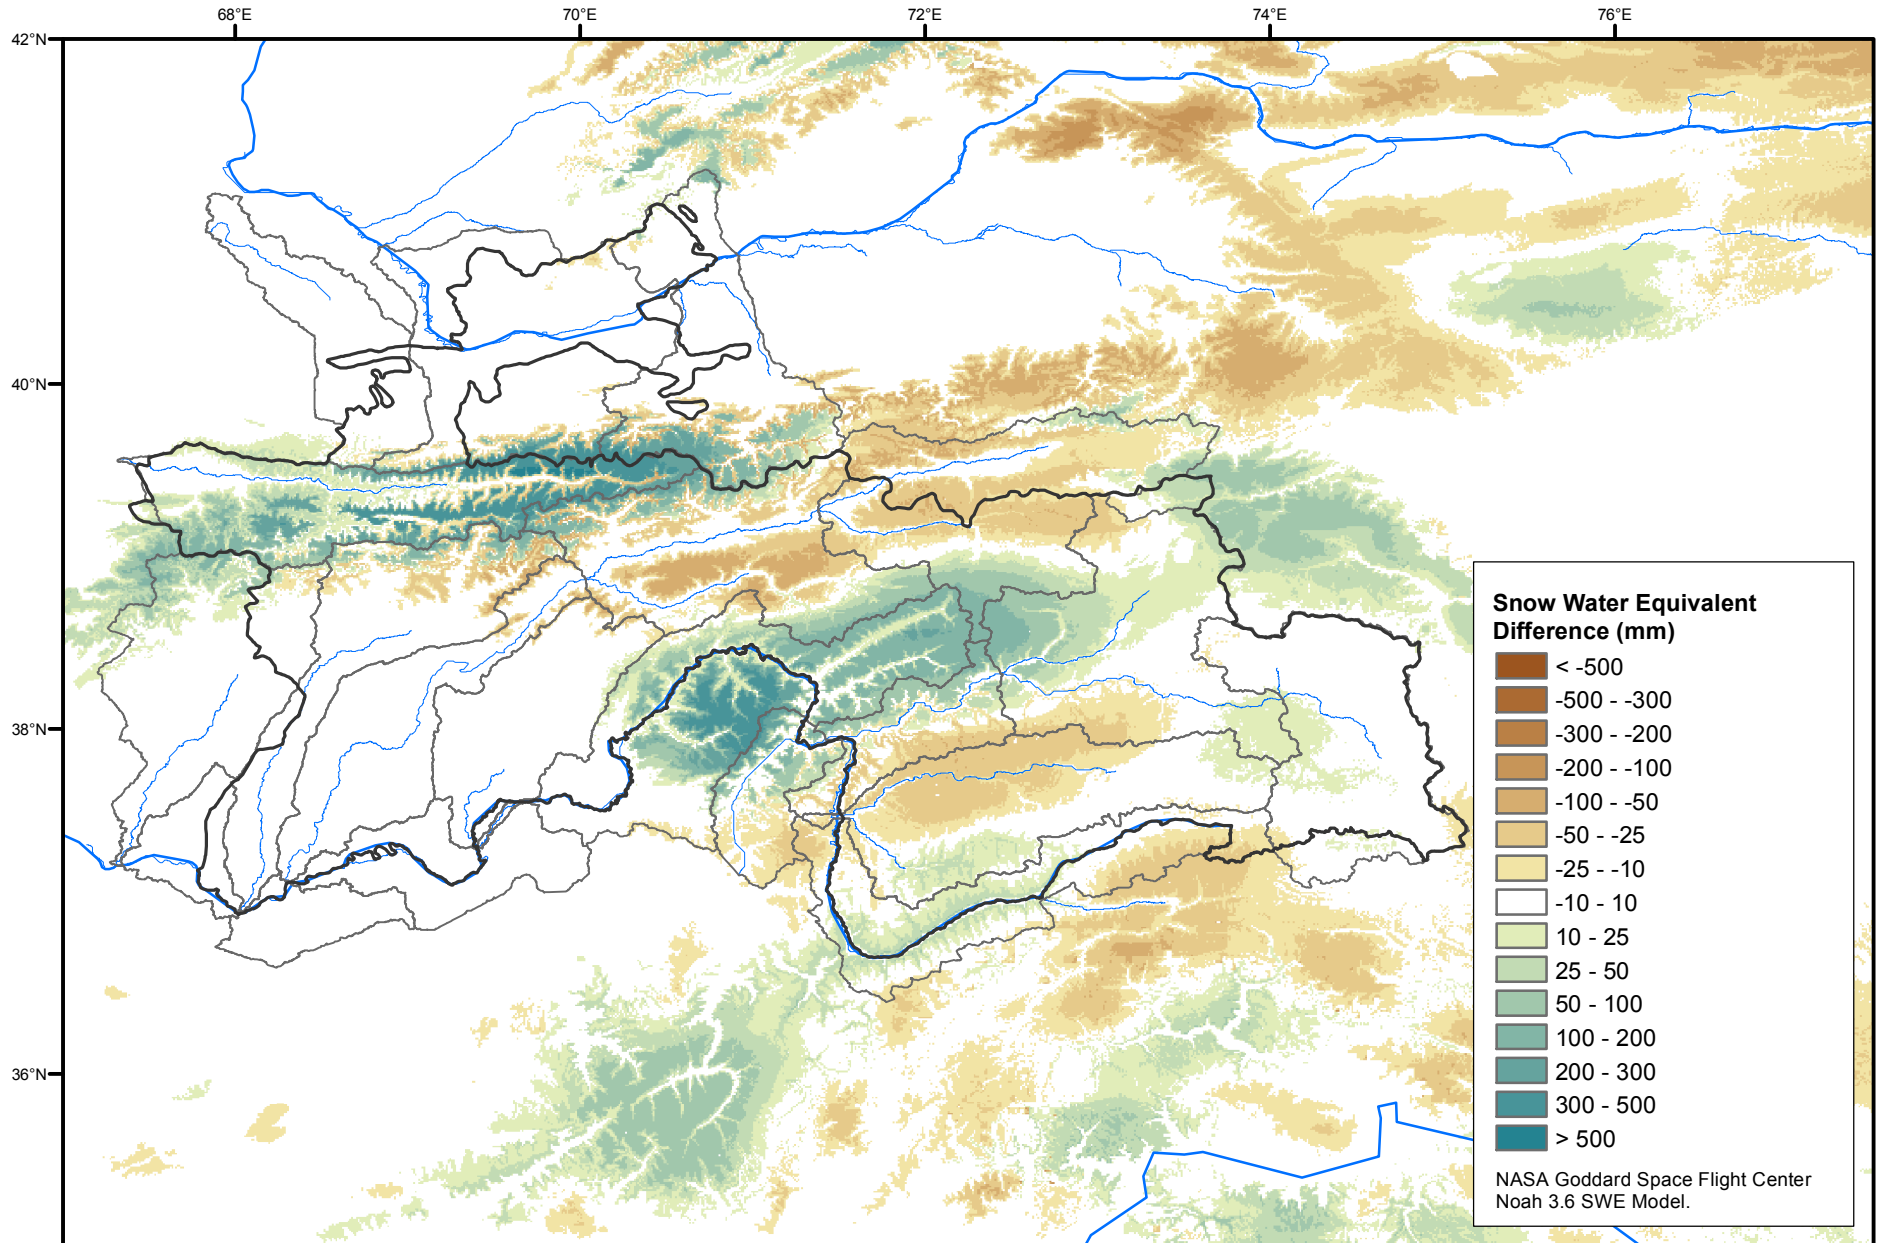 68°E
70°E
72°E
74°E
76°E
42°N
40°N
38°N
36°N
Snow Water Equivalent
Difference (mm)
< -500
-500 - -300
-300 - -200
-200 - -100
-100 - -50
-50 - -25
-25 - -10
-10 - 10
10 - 25
25 - 50
50 - 100
100 - 200
200 - 300
300 - 500
> 500
NASA Goddard Space Flight Center
Noah 3.6 SWE Model.